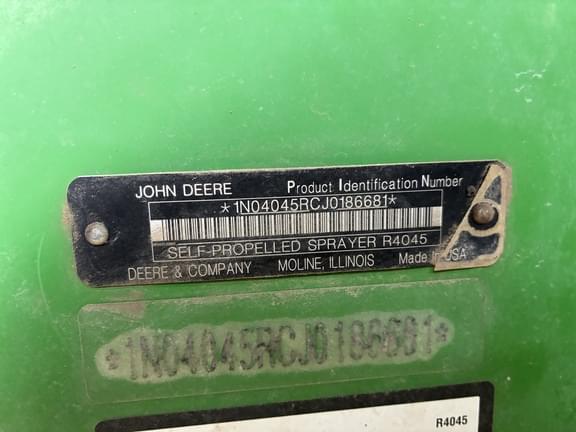 JOHN DEERE Product Identification Number
*1N04045RCJ0186681*
SELF-PROPELLED SPRAYER R4045
DEERE & COMPANY MOLINE, ILLINOIS Made in USA
*1N04045RCJ0186681*
R4045